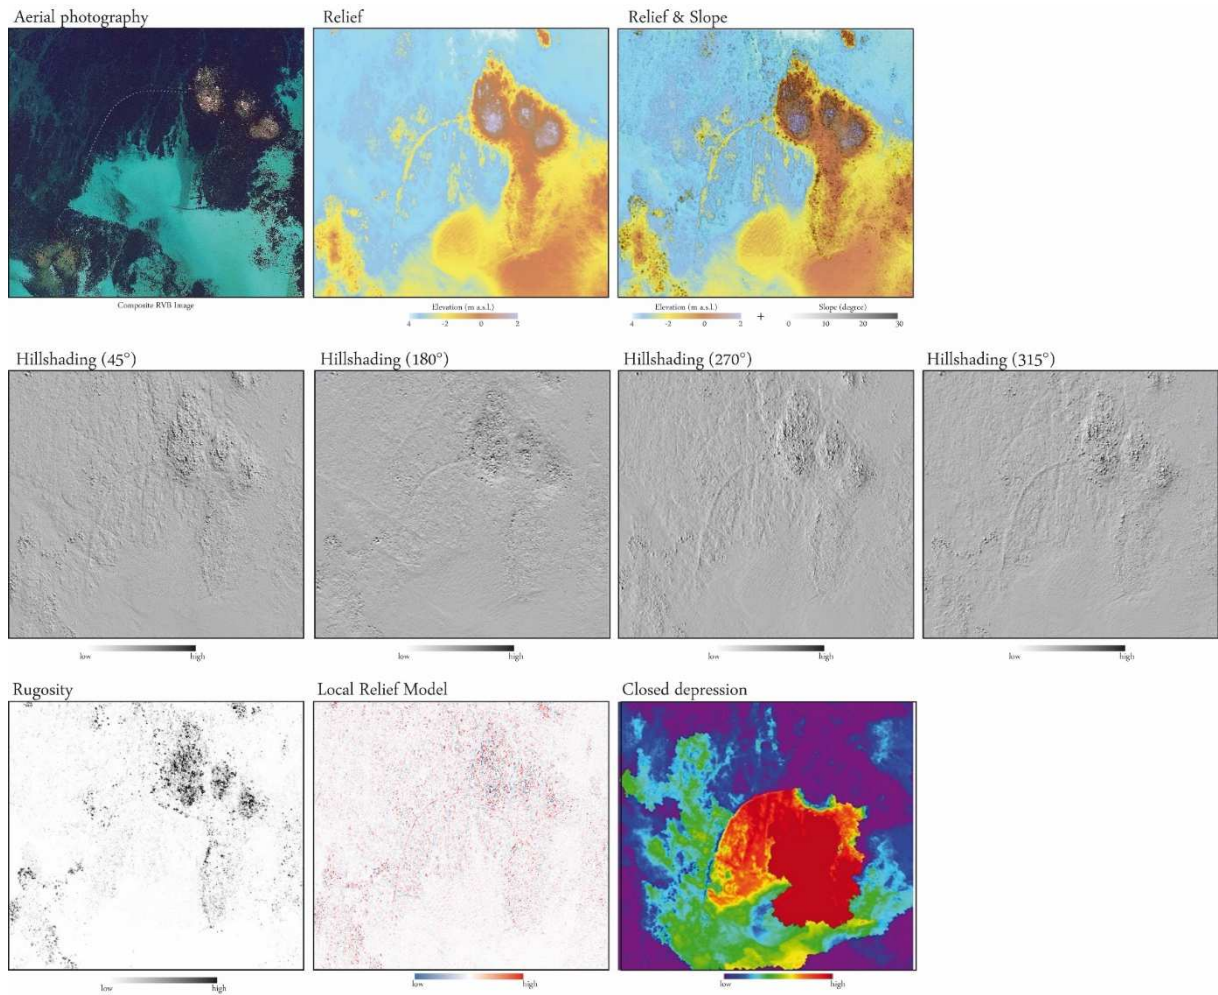 Aerial photography
Relief
Relief & Slope
Composite RVB Image
Elevation (m a.s.l.)
4 -2 0 2
Elevation (m a.s.l.)
4 -2 0 2
+
Slope (degree)
0 10 20 30
Hillshading (45°)
Hillshading (180°)
Hillshading (270°)
Hillshading (315°)
low high
low high
low high
low high
Rugosity
Local Relief Model
Closed depression
low high
low high
low high